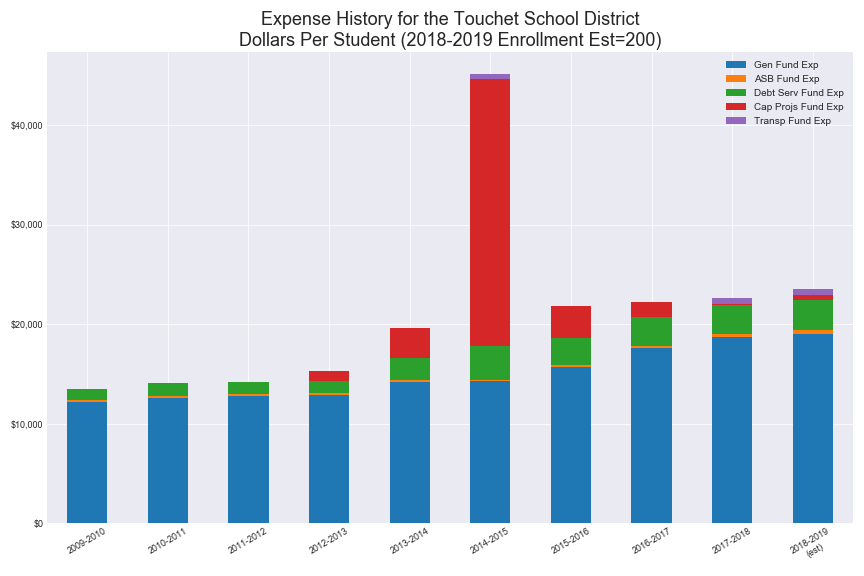 Expense History for the Touchet School District
Dollars Per Student (2018-2019 Enrollment Est=200)
Gen Fund Exp
ASB Fund Exp
Debt Serv Fund Exp
Cap Projs Fund Exp
Transp Fund Exp
$40,000
$30,000
$20,000
$10,000
$0
2009-2010
2010-2011
2011-2012
2012-2013
2013-2014
2014-2015
2015-2016
2016-2017
2017-2018
2018-2019
(est)